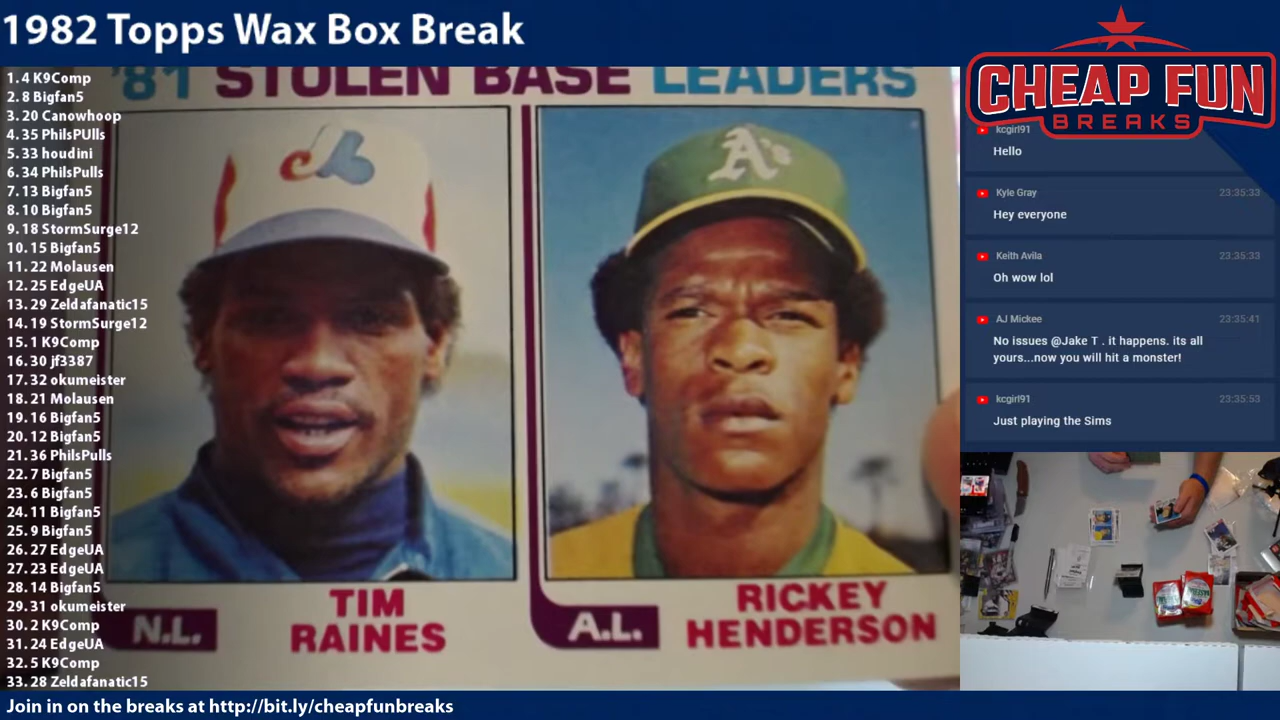 1982 Topps Wax Box Break
1. 4 K9Comp
2. 8 Bigfan5
3. 20 Canowhoop
4. 35 PhilsPUlls
5. 33 houdini
6. 34 PhilsPulls
7. 13 Bigfan5
8. 10 Bigfan5
9. 18 StormSurge12
10. 15 Bigfan5
11. 22 Molausen
12. 25 EdgeUA
13. 29 Zeldafanatic15
14. 19 StormSurge12
15. 1 K9Comp
16. 30 jf3387
17. 32 okumeister
18. 21 Molausen
19. 16 Bigfan5
20. 12 Bigfan5
21. 36 PhilsPulls
22. 7 Bigfan5
23. 6 Bigfan5
24. 11 Bigfan5
25. 9 Bigfan5
26. 27 EdgeUA
27. 23 EdgeUA
28. 14 Bigfan5
29. 31 okumeister
30. 2 K9Comp
31. 24 EdgeUA
32. 5 K9Comp
33. 28 Zeldafanatic15
'81 STOLEN BASE LEADERS
A's
N.L.
TIM
RAINES
A.L.
RICKEY
HENDERSON
CHEAP FUN
BREAKS
kcgirl91
Hello
Kyle Gray 23:35:33
Hey everyone
Keith Avila 23:35:33
Oh wow lol
AJ Mickee 23:35:41
No issues @Jake T . it happens. its all
yours...now you will hit a monster!
kcgirl91 23:35:53
Just playing the Sims
Join in on the breaks at http://bit.ly/cheapfunbreaks